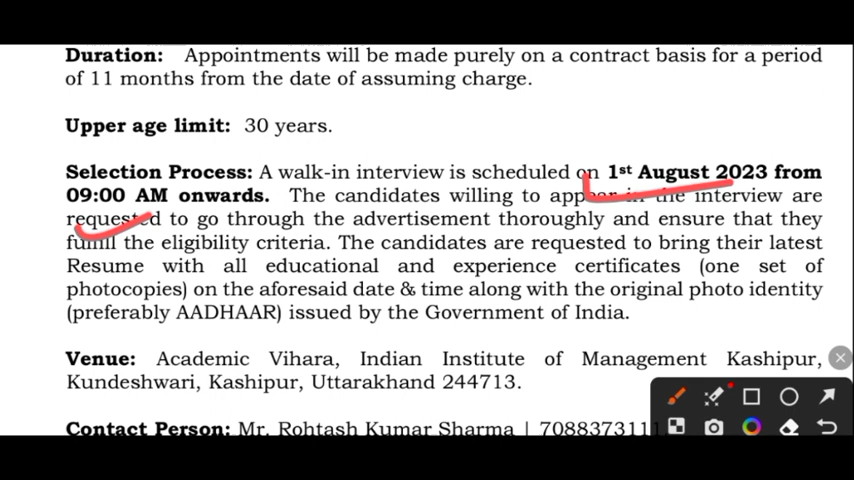 Duration: Appointments will be made purely on a contract basis for a period
of 11 months from the date of assuming charge.
Upper age limit: 30 years.
Selection Process: A walk-in interview is scheduled on 1st August 2023 from
09:00 AM onwards. The candidates willing to appear in the interview are
requested to go through the advertisement thoroughly and ensure that they
fulfill the eligibility criteria. The candidates are requested to bring their latest
Resume with all educational and experience certificates (one set of
photocopies) on the aforesaid date & time along with the original photo identity
(preferably AADHAAR) issued by the Government of India.
Venue: Academic Vihara, Indian Institute of Management Kashipur,
Kundeshwari, Kashipur, Uttarakhand 244713.
Contact Person: Mr. Rohtash Kumar Sharma | 7088373111